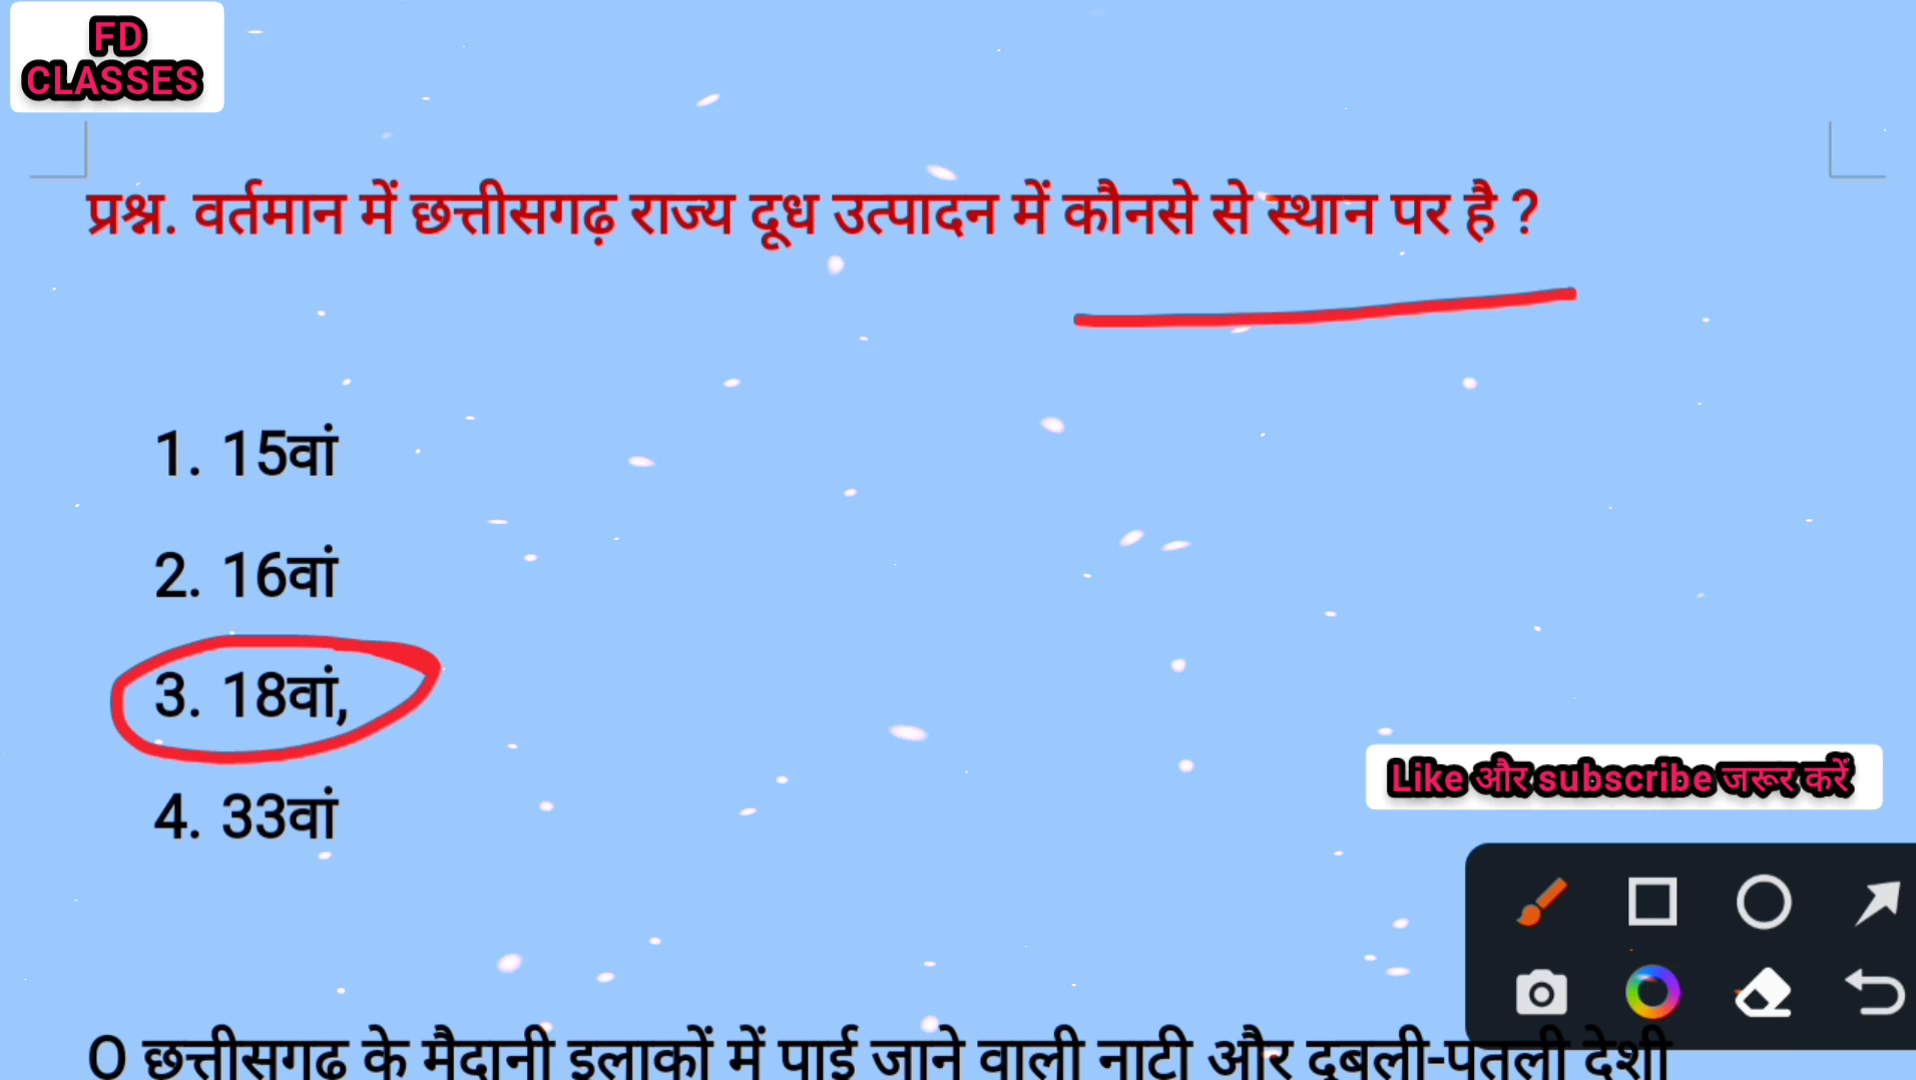 FD
CLASSES
प्रश्न. वर्तमान में छत्तीसगढ़ राज्य दूध उत्पादन में कौनसे से स्थान पर है ?
1. 15वां
2. 16वां
3. 18वां,
4. 33वां
Like और subscribe जरूर करें
O छत्तीसगढ़ के मैदानी इलाकों में पाई जाने वाली नाटी और दुबली-पतली देशी